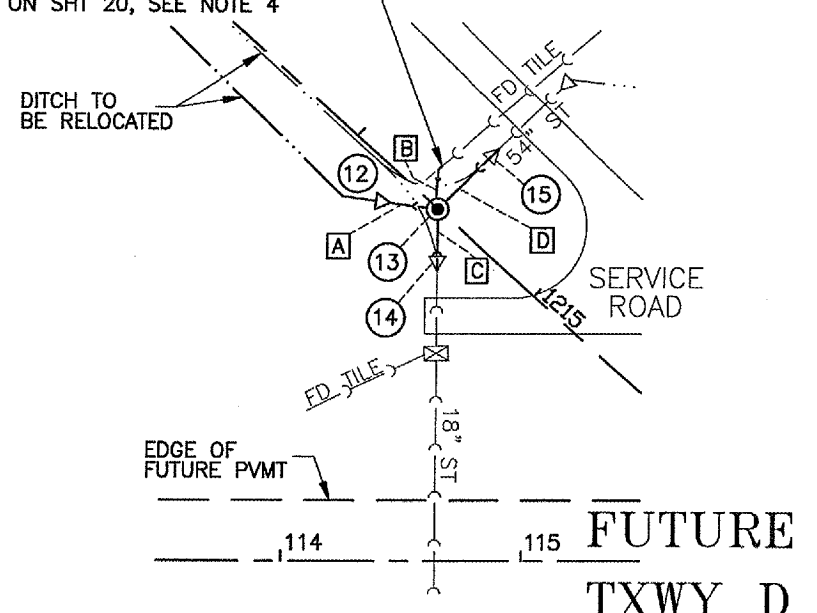 ON SHT 20, SEE NOTE 4
DITCH TO
BE RELOCATED
FD TILE
54" ST
B
12
15
A
D
13
C
14
SERVICE
ROAD
1215
FD TILE
18" ST
EDGE OF
FUTURE PVMT
114
115
FUTURE
TXWY D